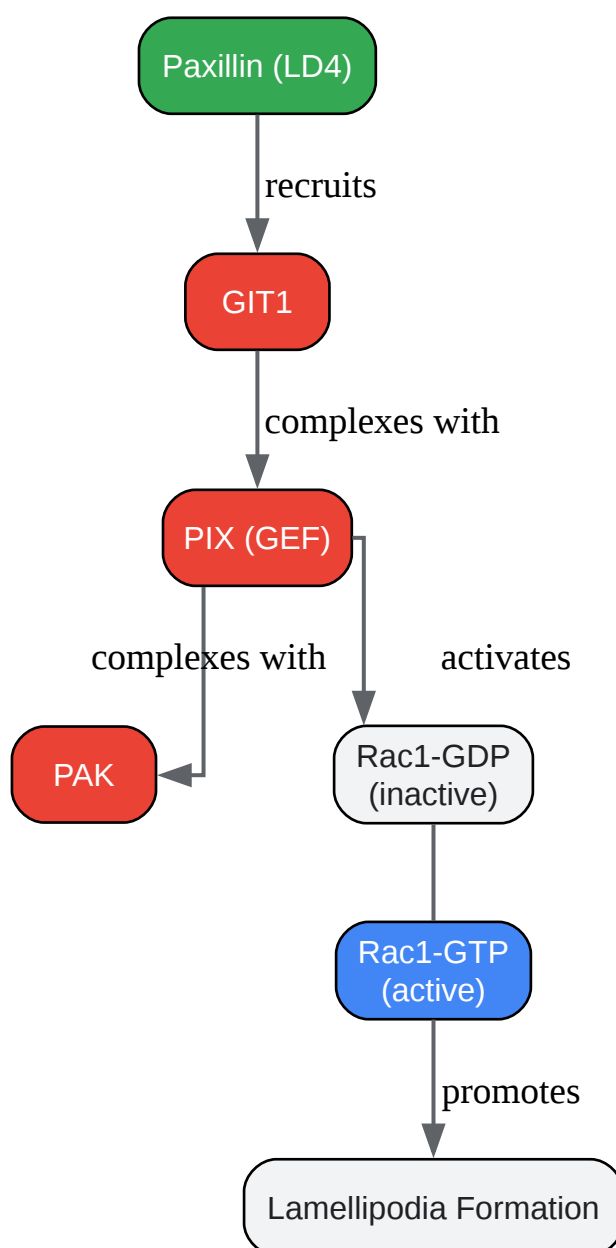 Paxillin (LD4)
recruits
GIT1
complexes with
PIX (GEF)
complexes with
activates
PAK
Rac1-GDP
(inactive)
Rac1-GTP
(active)
promotes
Lamellipodia Formation